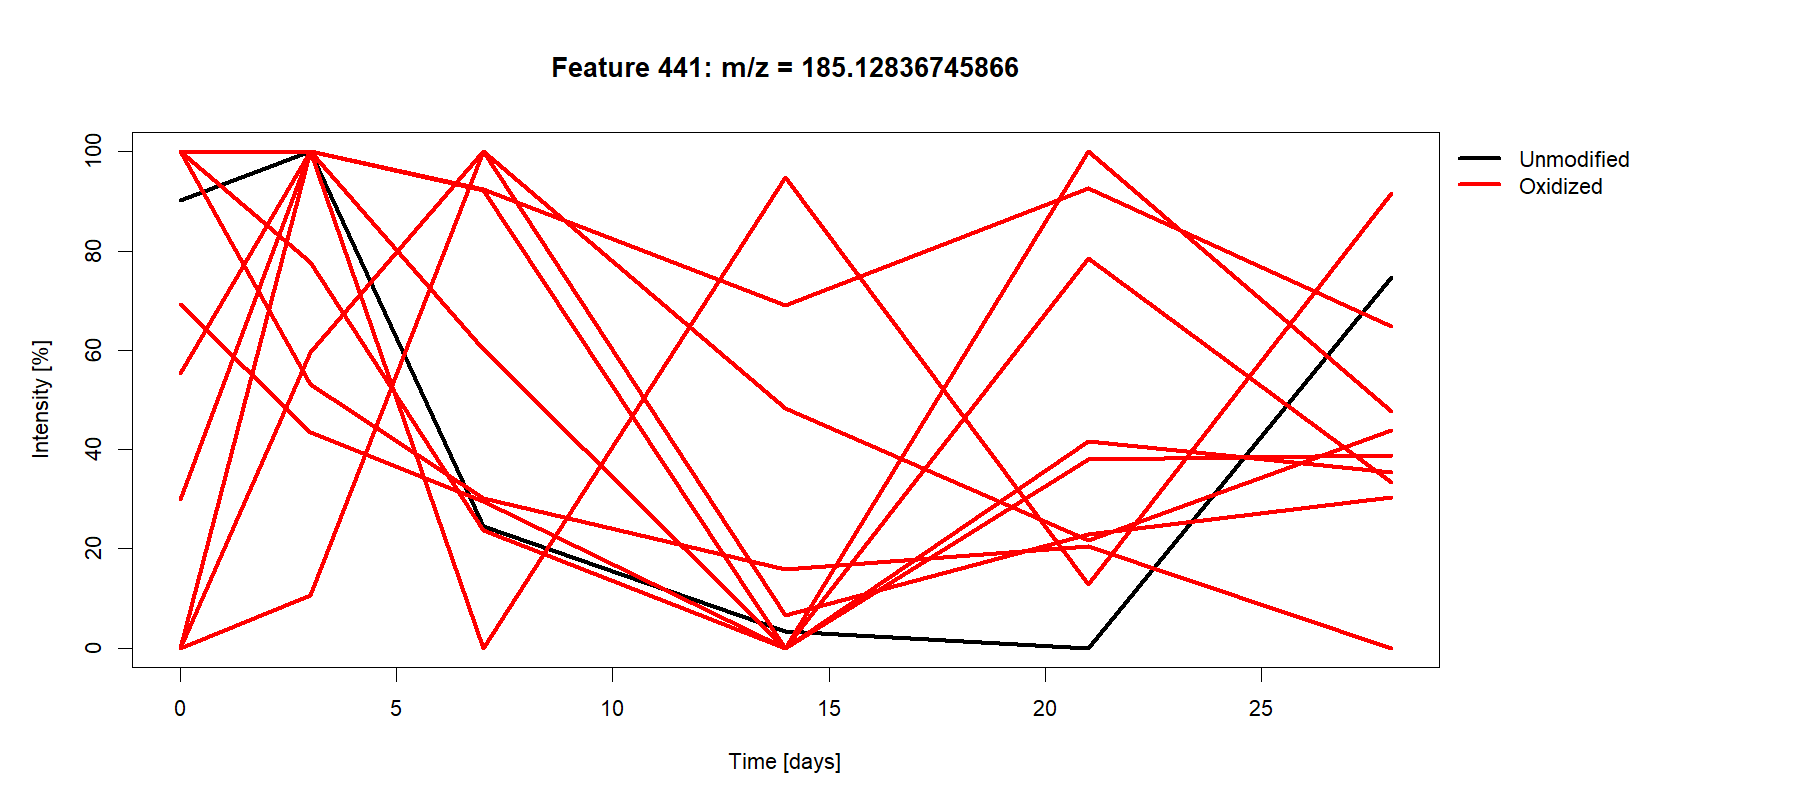 Feature 441: m/z = 185.12836745866
Unmodified
Oxidized
Intensity [%]
100
80
60
40
20
0
0 5 10 15 20 25
Time [days]